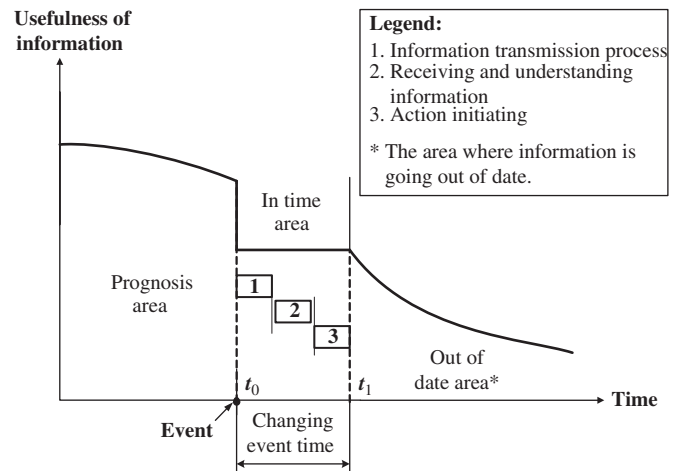 Usefulness of
information
Legend:
1. Information transmission process
2. Receiving and understanding
information
3. Action initiating
* The area where information is
going out of date.
In time
area
Prognosis
area
1
2
3
Out of
date area*
t0
t1
Time
Event
Changing
event time